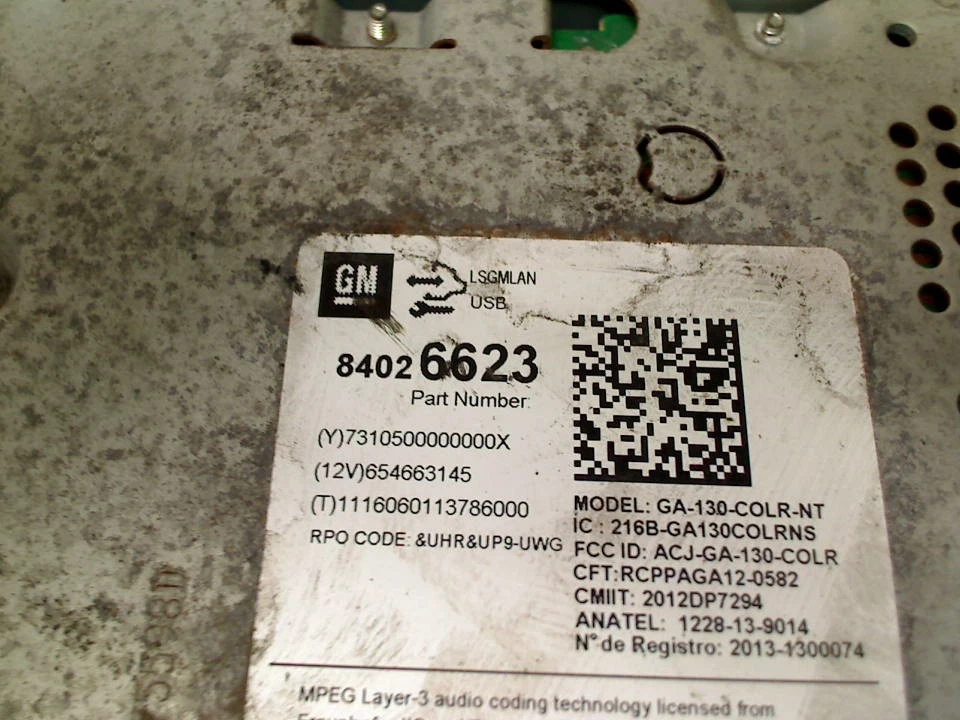 GM
LSGMLAN
USB
84026623
Part Number
(Y)7310500000000X
(12V)654663145
(T)1116060113786000
RPO CODE: &UHR&UP9-UWG
MODEL: GA-130-COLR-NT
IC : 216B-GA130COLRNS
FCC ID: ACJ-GA-130-COLR
CFT:RCPPAGA12-0582
CMIIT: 2012DP7294
ANATEL: 1228-13-9014
N° de Registro: 2013-1300074
MPEG Layer-3 audio coding technology licensed from